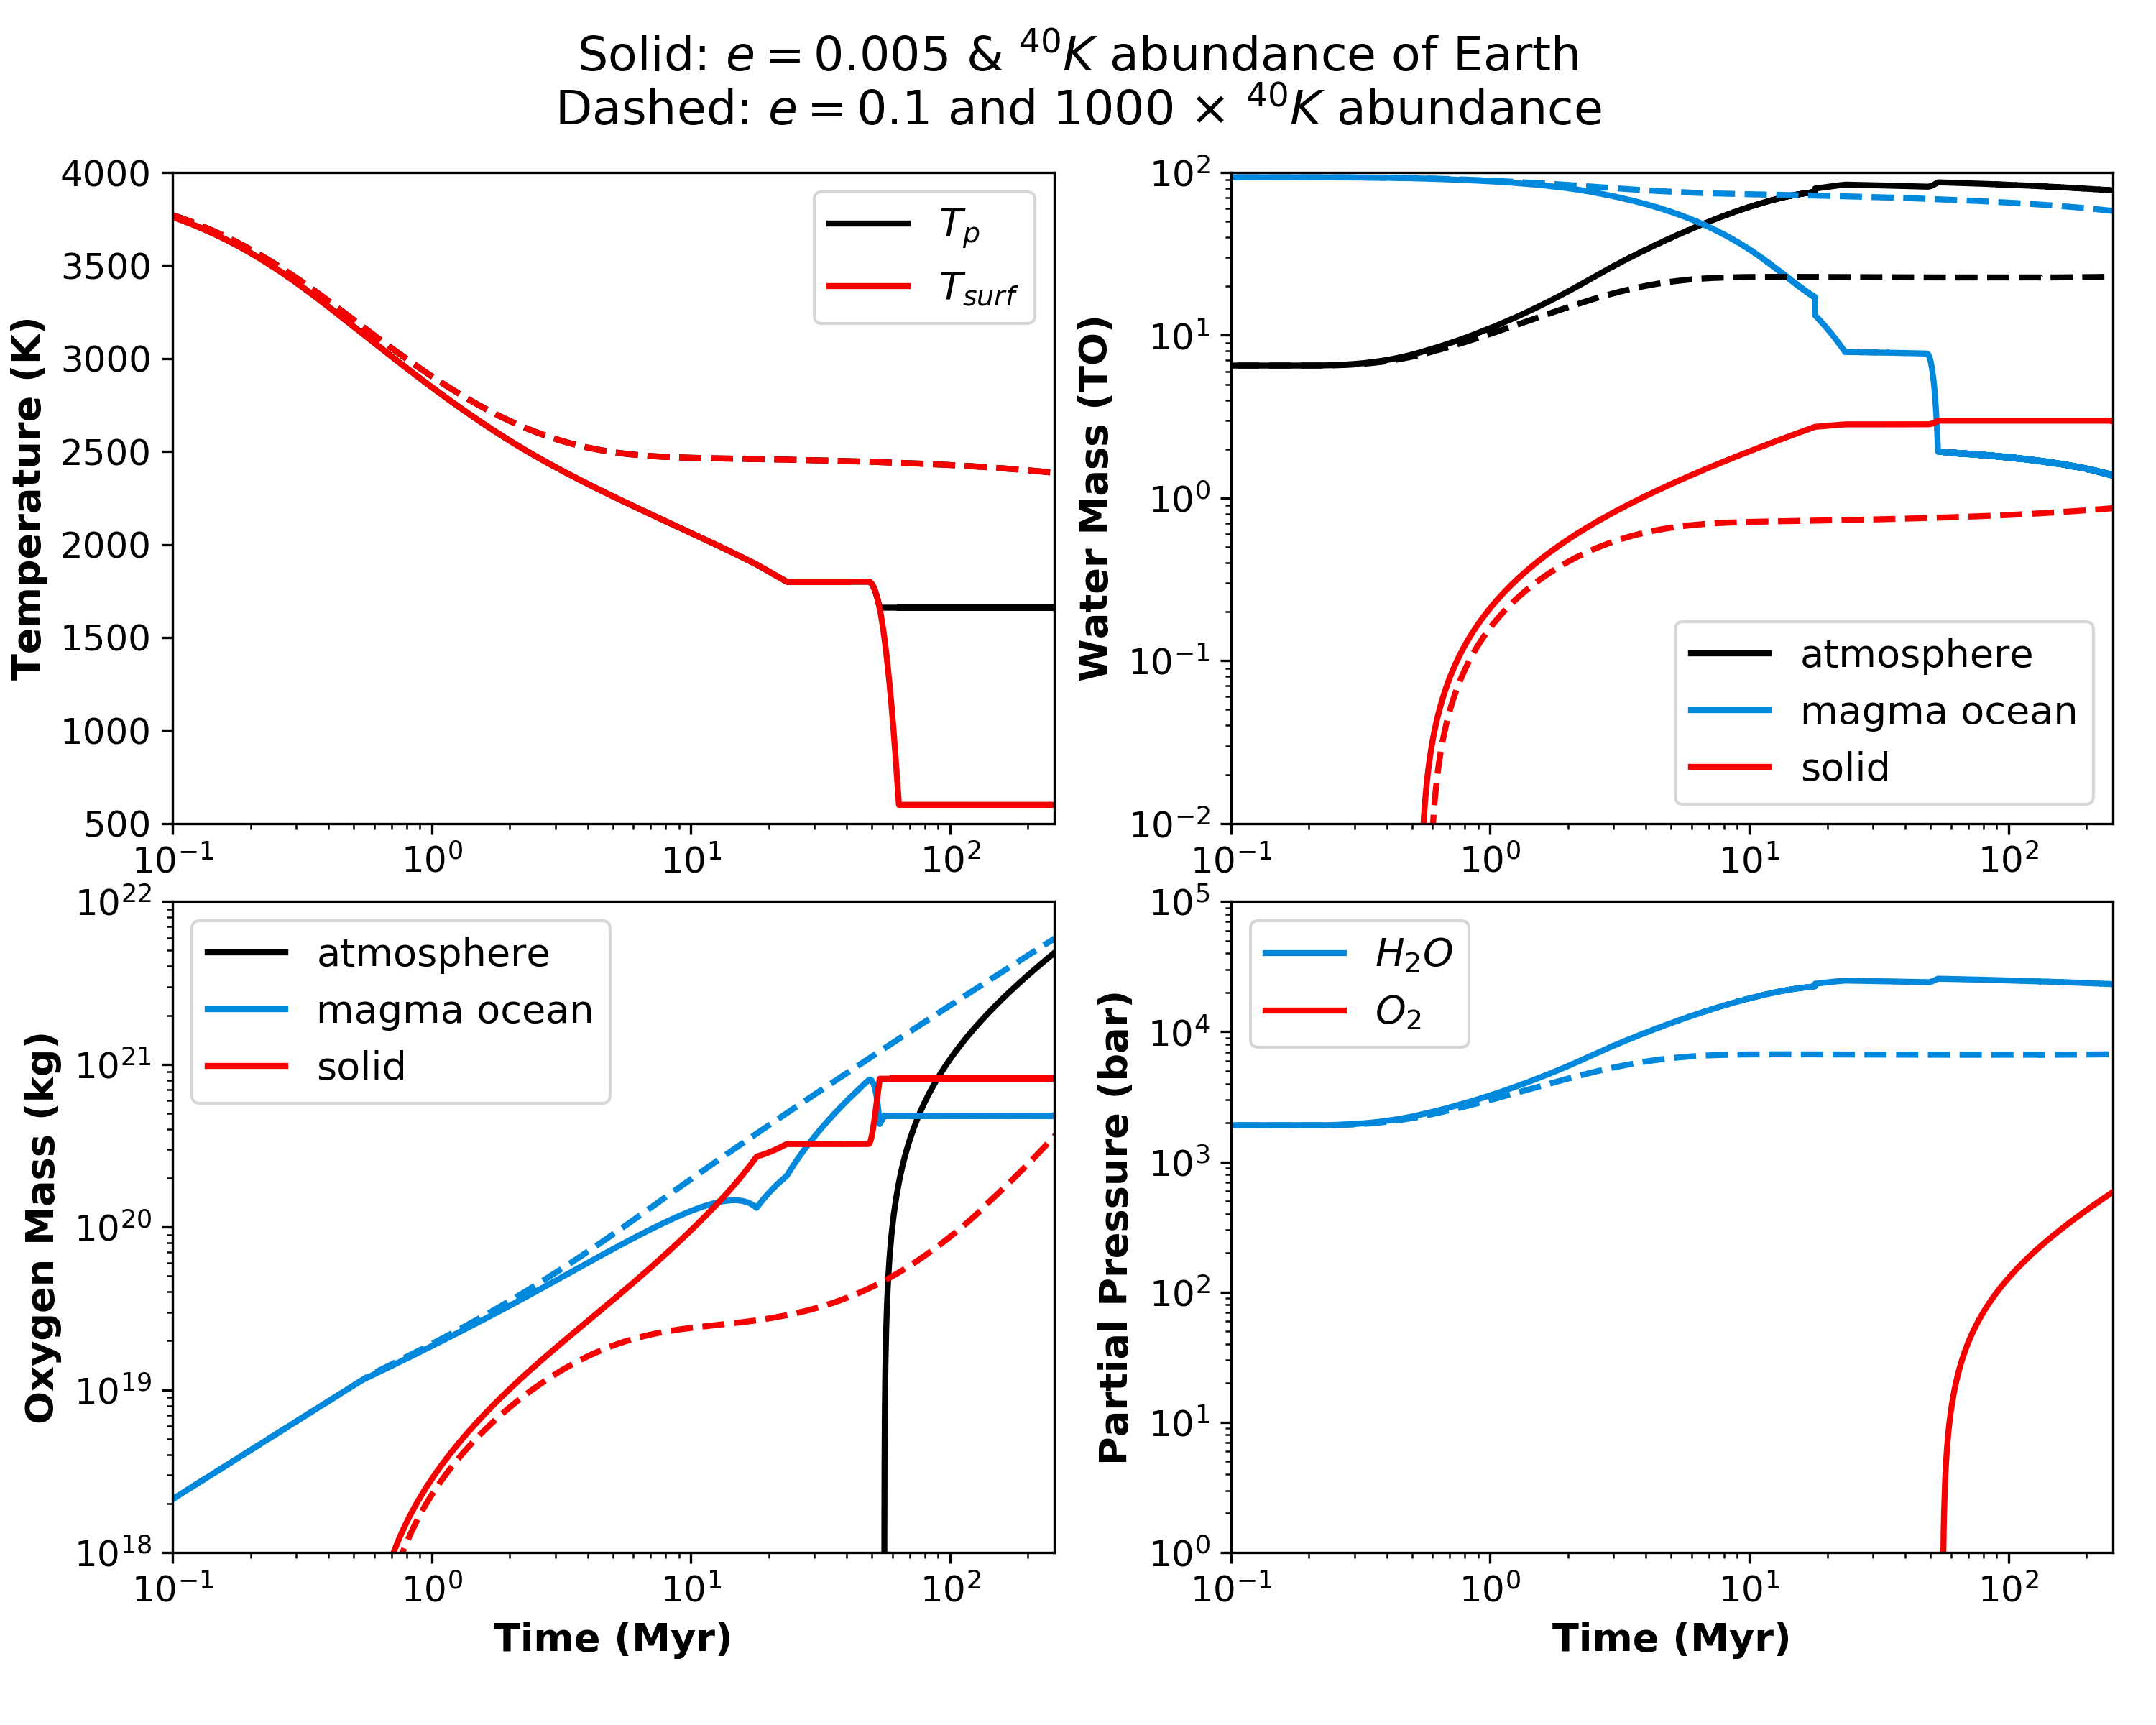 Solid: e = 0.005 & ⁴⁰K abundance of Earth
Dashed: e = 0.1 and 1000 × ⁴⁰K abundance
Temperature (K)
4000
3500
3000
2500
2000
1500
1000
500
10⁻¹ 10⁰ 10¹ 10²
T_p
T_surf
Water Mass (TO)
10²
10¹
10⁰
10⁻¹
10⁻²
10⁻¹ 10⁰ 10¹ 10²
atmosphere
magma ocean
solid
Oxygen Mass (kg)
10²²
10²¹
10²⁰
10¹⁹
10¹⁸
10⁻¹ 10⁰ 10¹ 10²
atmosphere
magma ocean
solid
Time (Myr)
Partial Pressure (bar)
10⁵
10⁴
10³
10²
10¹
10⁰
10⁻¹ 10⁰ 10¹ 10²
H₂O
O₂
Time (Myr)